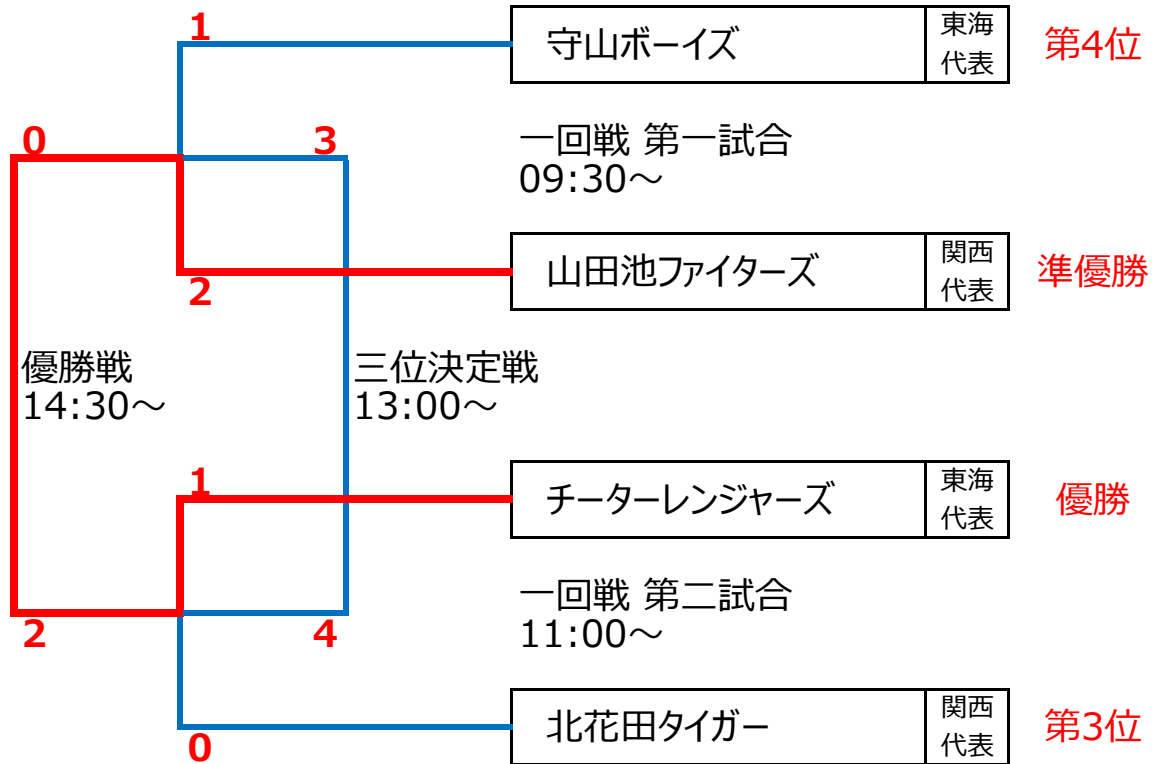 1
守山ボーイズ
東海
代表
第4位
0
3
一回戦 第一試合
09:30～
2
山田池ファイターズ
関西
代表
準優勝
優勝戦
14:30～
三位決定戦
13:00～
1
チーターレンジャーズ
東海
代表
優勝
2
4
一回戦 第二試合
11:00～
0
北花田タイガー
関西
代表
第3位